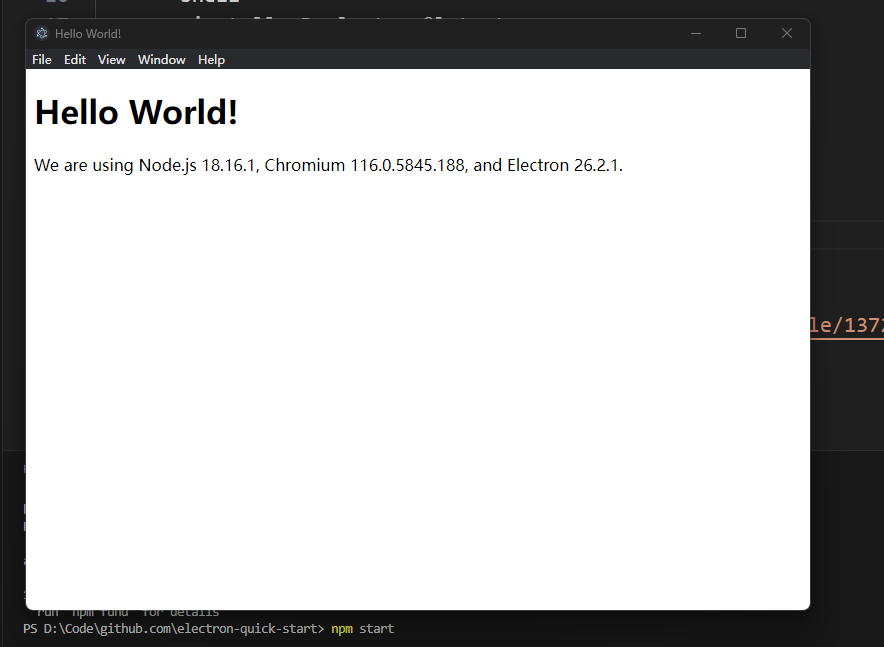 Hello World!
File Edit View Window Help
Hello World!
We are using Node.js 18.16.1, Chromium 116.0.5845.188, and Electron 26.2.1.
le/1372
run `npm fund` for details
PS D:\Code\github.com\electron-quick-start> npm start